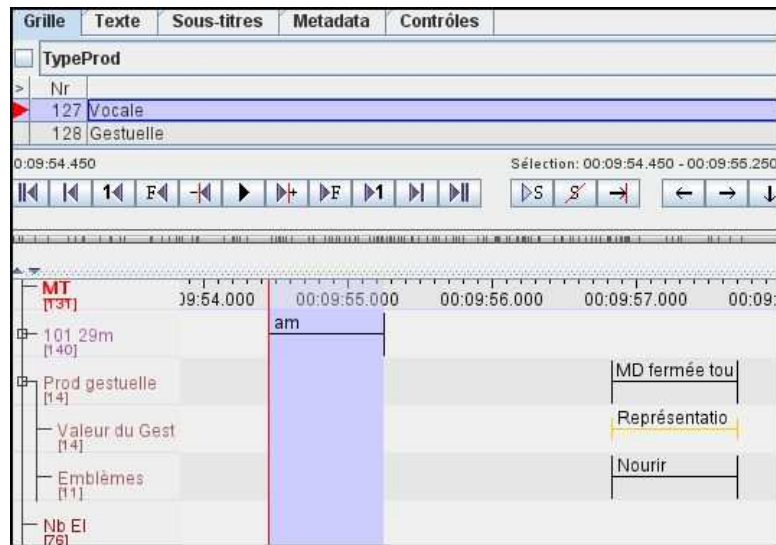 Grille Texte Sous-titres Metadata Contrôles
TypeProd
> Nr
127 Vocale
128 Gestuelle
0:09:54.450 Sélection: 00:09:54.450 - 00:09:55.250
1 F + F 1 S S
MT
[131]
09:54.000 00:09:55.000 00:09:56.000 00:09:57.000 00:09:
am
101 29m
[140]
Prod gestuelle
[14]
MD fermée tou
Valeur du Gest
[14]
Représentatio
Emblèmes
[11]
Nourir
Nb El
[76]